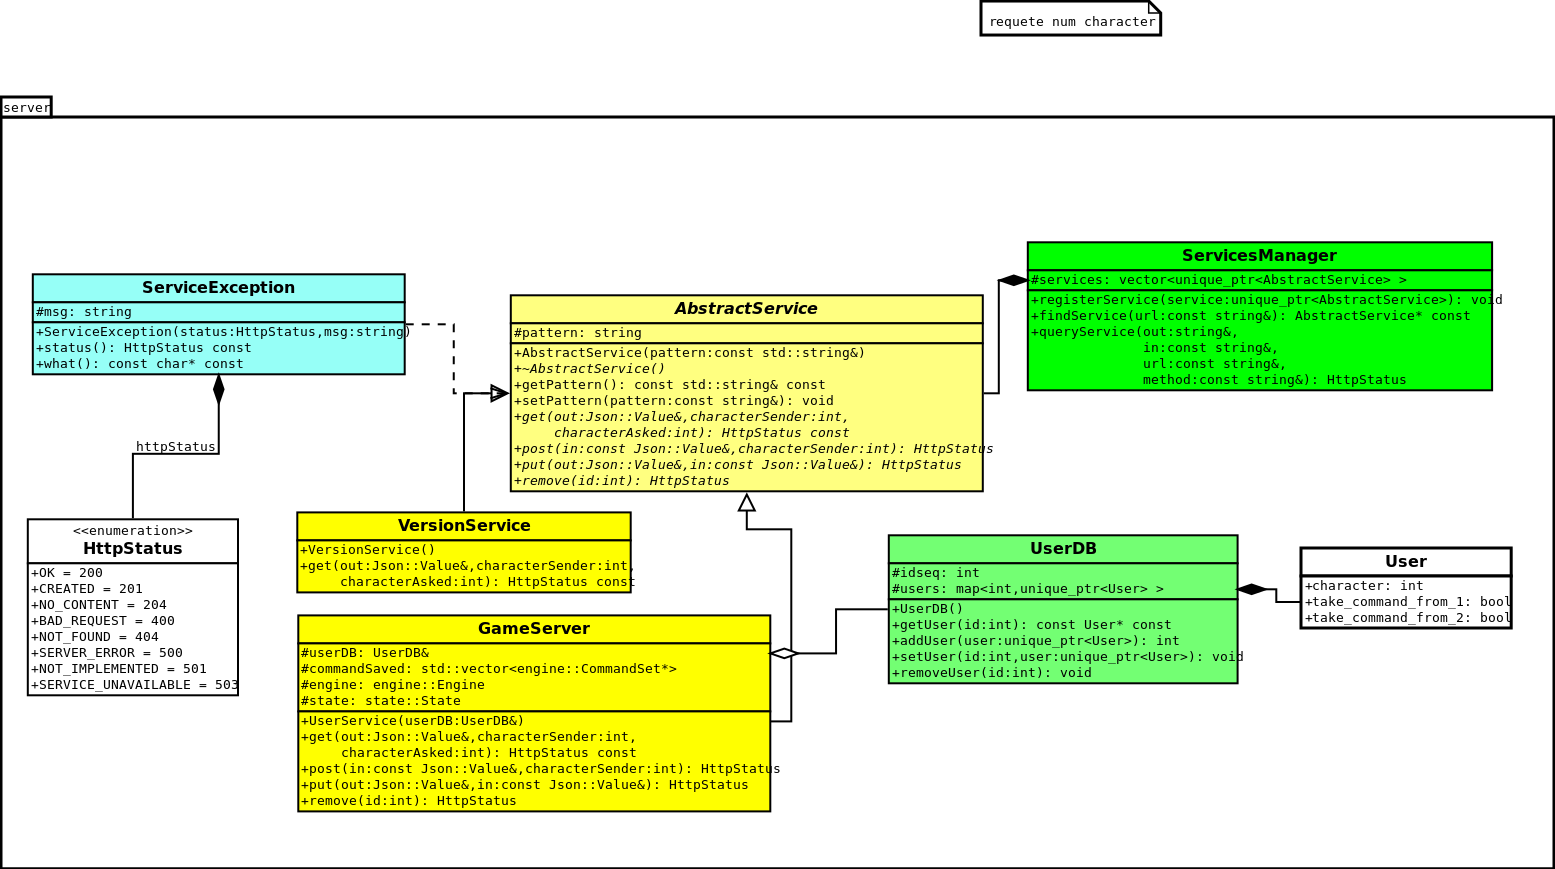 requete num character
server
ServiceException
#msg: string
+ServiceException(status:HttpStatus,msg:string)
+status(): HttpStatus const
+what(): const char* const
httpStatus
<<enumeration>>
HttpStatus
+OK = 200
+CREATED = 201
+NO_CONTENT = 204
+BAD_REQUEST = 400
+NOT_FOUND = 404
+SERVER_ERROR = 500
+NOT_IMPLEMENTED = 501
+SERVICE_UNAVAILABLE = 503
AbstractService
#pattern: string
+AbstractService(pattern:const std::string&)
+~AbstractService()
+getPattern(): const std::string& const
+setPattern(pattern:const string&): void
+get(out:Json::Value&,characterSender:int,
characterAsked:int): HttpStatus const
+post(in:const Json::Value&,characterSender:int): HttpStatus
+put(out:Json::Value&,in:const Json::Value&): HttpStatus
+remove(id:int): HttpStatus
ServicesManager
#services: vector<unique_ptr<AbstractService> >
+registerService(service:unique_ptr<AbstractService>): void
+findService(url:const string&): AbstractService* const
+queryService(out:string&,
in:const string&,
url:const string&,
method:const string&): HttpStatus
VersionService
+VersionService()
+get(out:Json::Value&,characterSender:int,
characterAsked:int): HttpStatus const
GameServer
#userDB: UserDB&
#commandSaved: std::vector<engine::CommandSet*>
#engine: engine::Engine
#state: state::State
+UserService(userDB:UserDB&)
+get(out:Json::Value&,characterSender:int,
characterAsked:int): HttpStatus const
+post(in:const Json::Value&,characterSender:int): HttpStatus
+put(out:Json::Value&,in:const Json::Value&): HttpStatus
+remove(id:int): HttpStatus
UserDB
#idseq: int
#users: map<int,unique_ptr<User> >
+UserDB()
+getUser(id:int): const User* const
+addUser(user:unique_ptr<User>): int
+setUser(id:int,user:unique_ptr<User>): void
+removeUser(id:int): void
User
+character: int
+take_command_from_1: bool
+take_command_from_2: bool